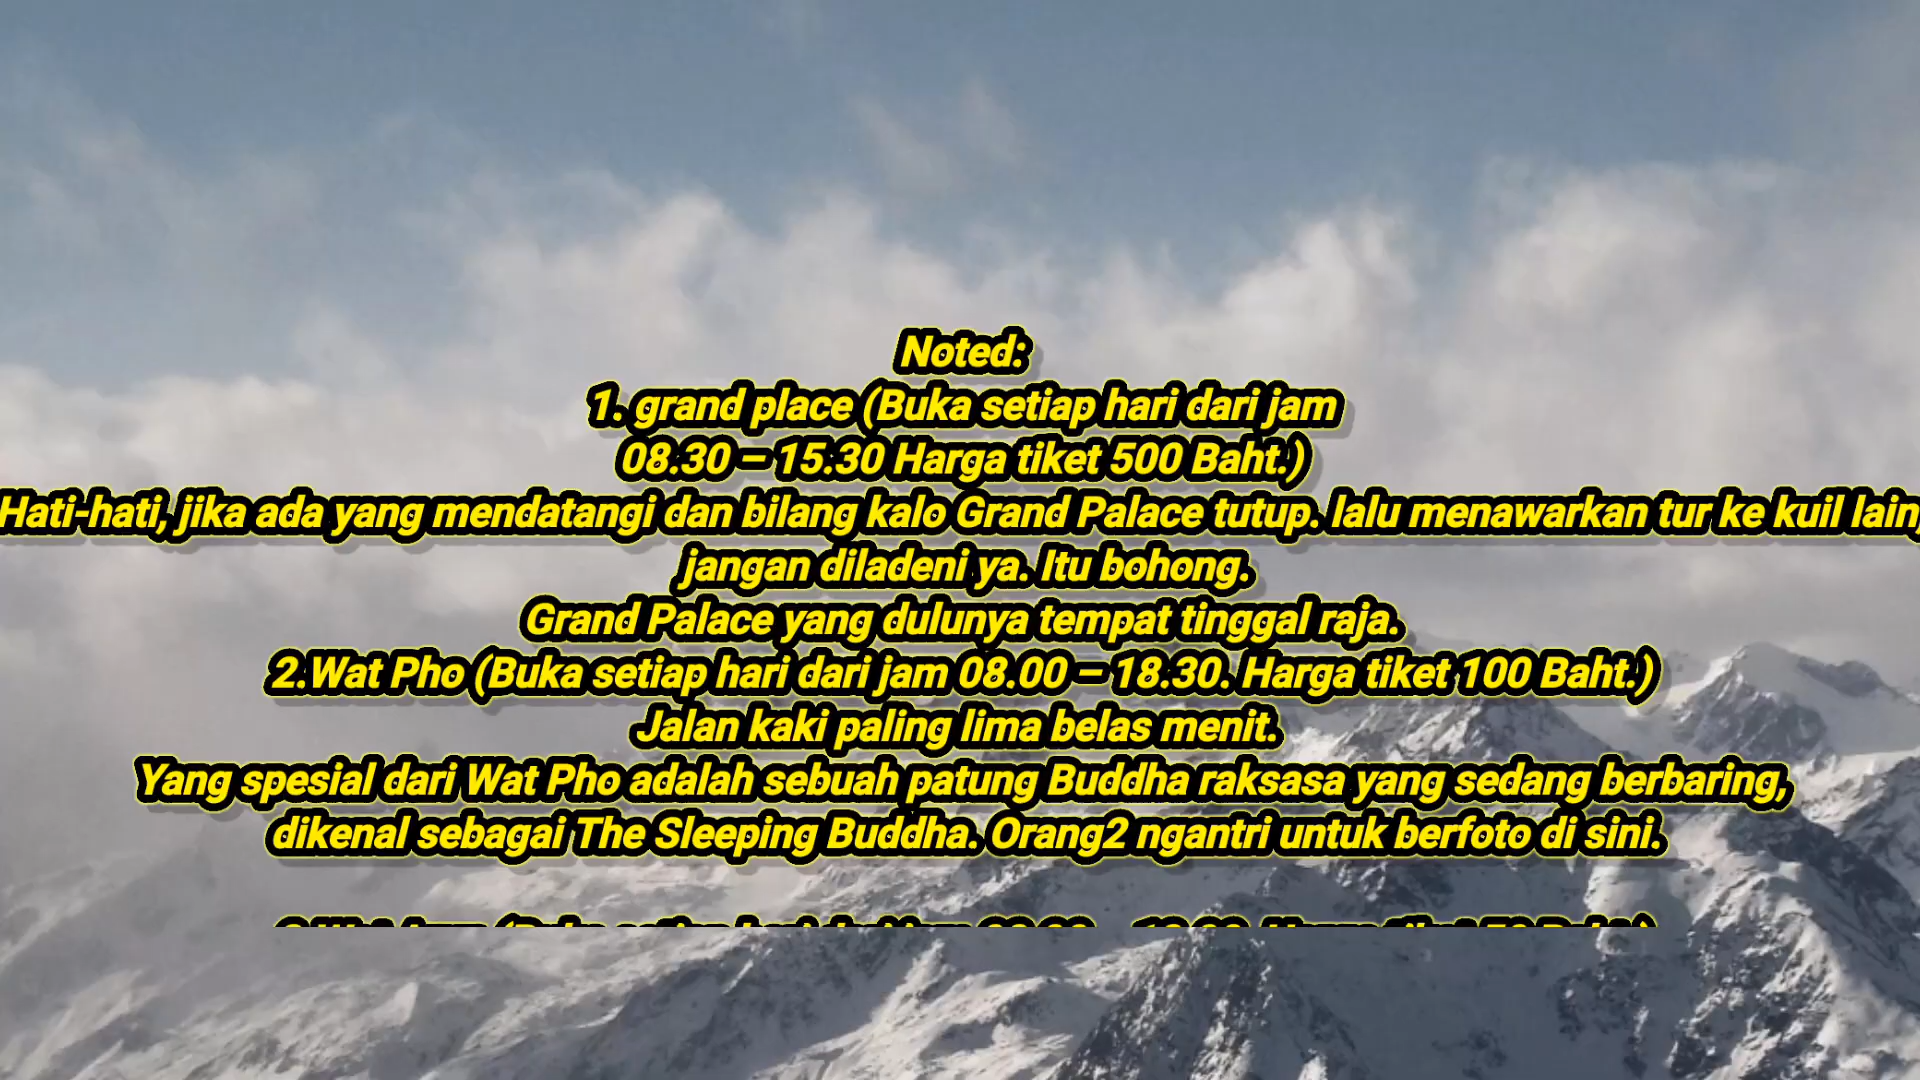 Noted:
1. grand place (Buka setiap hari dari jam
08.30 – 15.30 Harga tiket 500 Baht.)
Hati-hati, jika ada yang mendatangi dan bilang kalo Grand Palace tutup. lalu menawarkan tur ke kuil lain,
jangan diladeni ya. Itu bohong.
Grand Palace yang dulunya tempat tinggal raja.
2.Wat Pho (Buka setiap hari dari jam 08.00 – 18.30. Harga tiket 100 Baht.)
Jalan kaki paling lima belas menit.
Yang spesial dari Wat Pho adalah sebuah patung Buddha raksasa yang sedang berbaring,
dikenal sebagai The Sleeping Buddha. Orang2 ngantri untuk berfoto di sini.